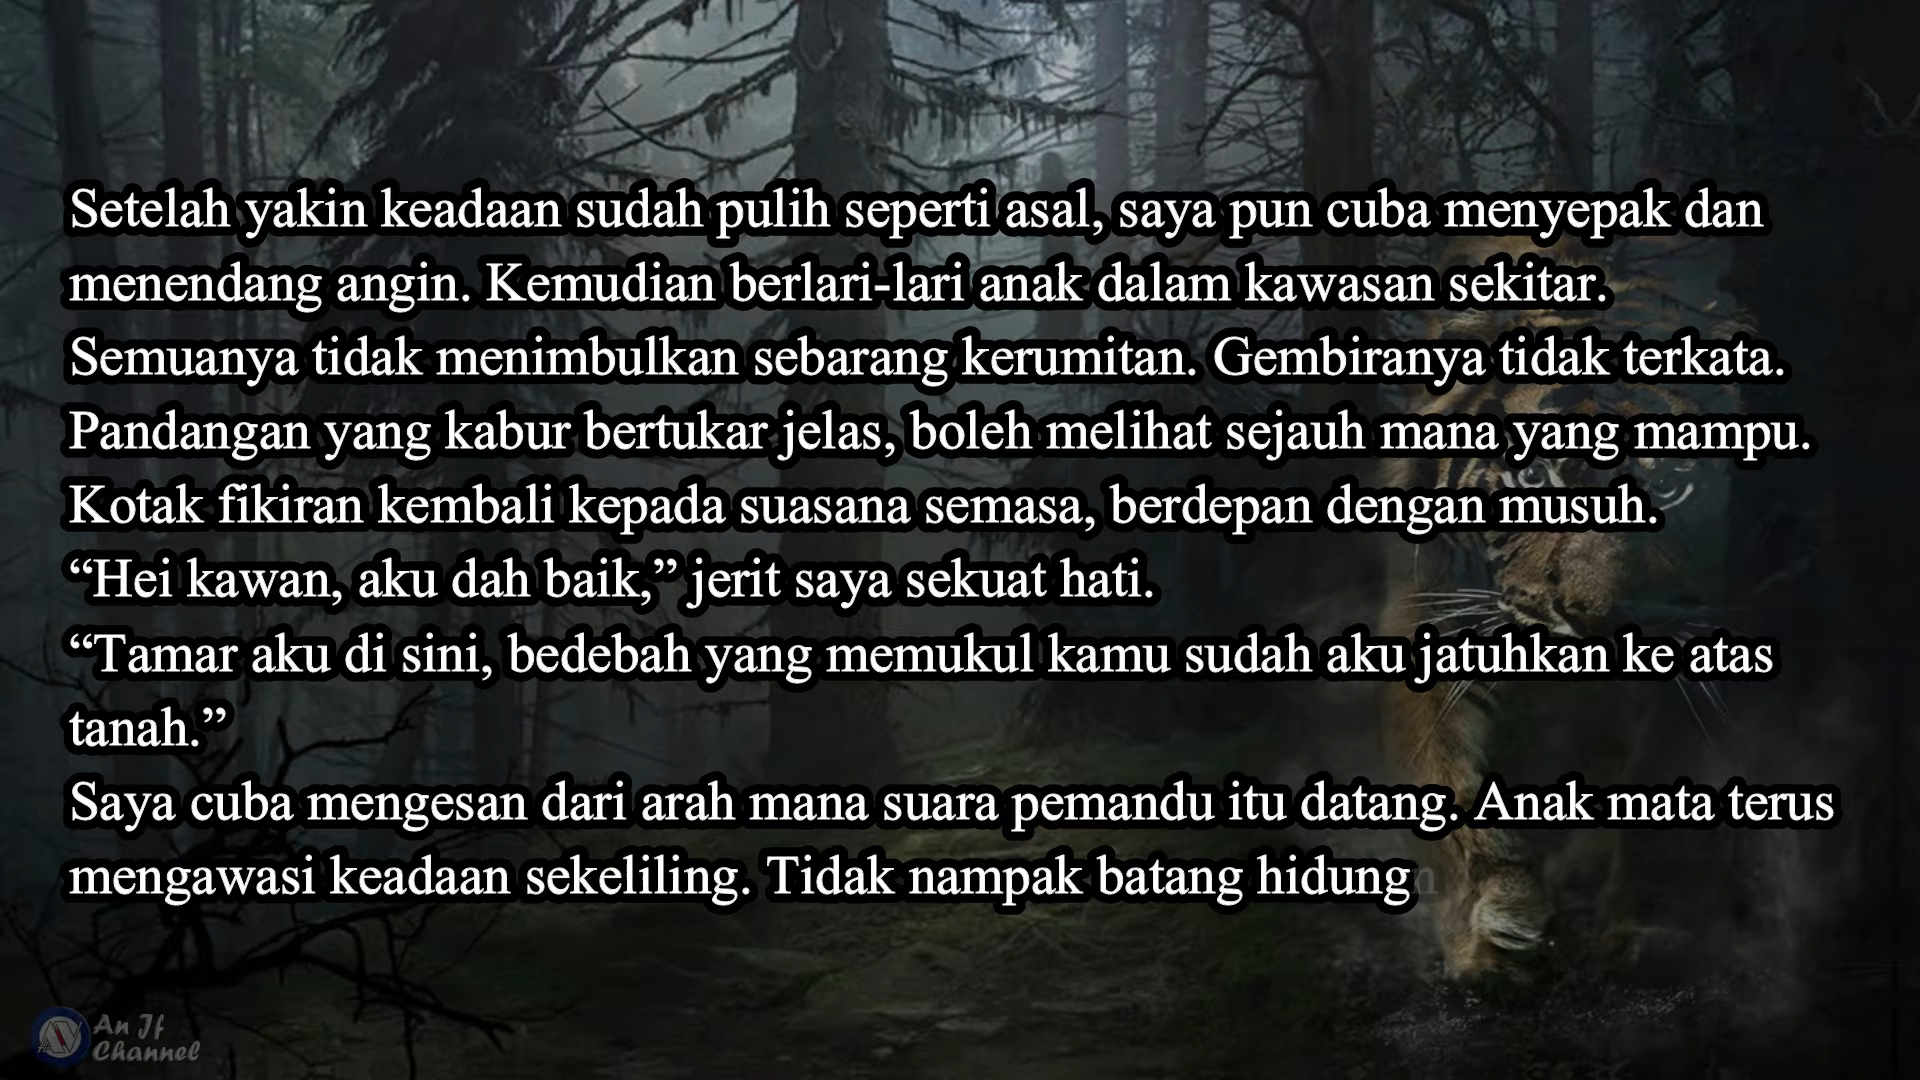 Setelah yakin keadaan sudah pulih seperti asal, saya pun cuba menyepak dan
menendang angin. Kemudian berlari-lari anak dalam kawasan sekitar.
Semuanya tidak menimbulkan sebarang kerumitan. Gembiranya tidak terkata.
Pandangan yang kabur bertukar jelas, boleh melihat sejauh mana yang mampu.
Kotak fikiran kembali kepada suasana semasa, berdepan dengan musuh.
“Hei kawan, aku dah baik,” jerit saya sekuat hati.
“Tamar aku di sini, bedebah yang memukul kamu sudah aku jatuhkan ke atas
tanah.”
Saya cuba mengesan dari arah mana suara pemandu itu datang. Anak mata terus
mengawasi keadaan sekeliling. Tidak nampak batang hidungn
An If
Channel